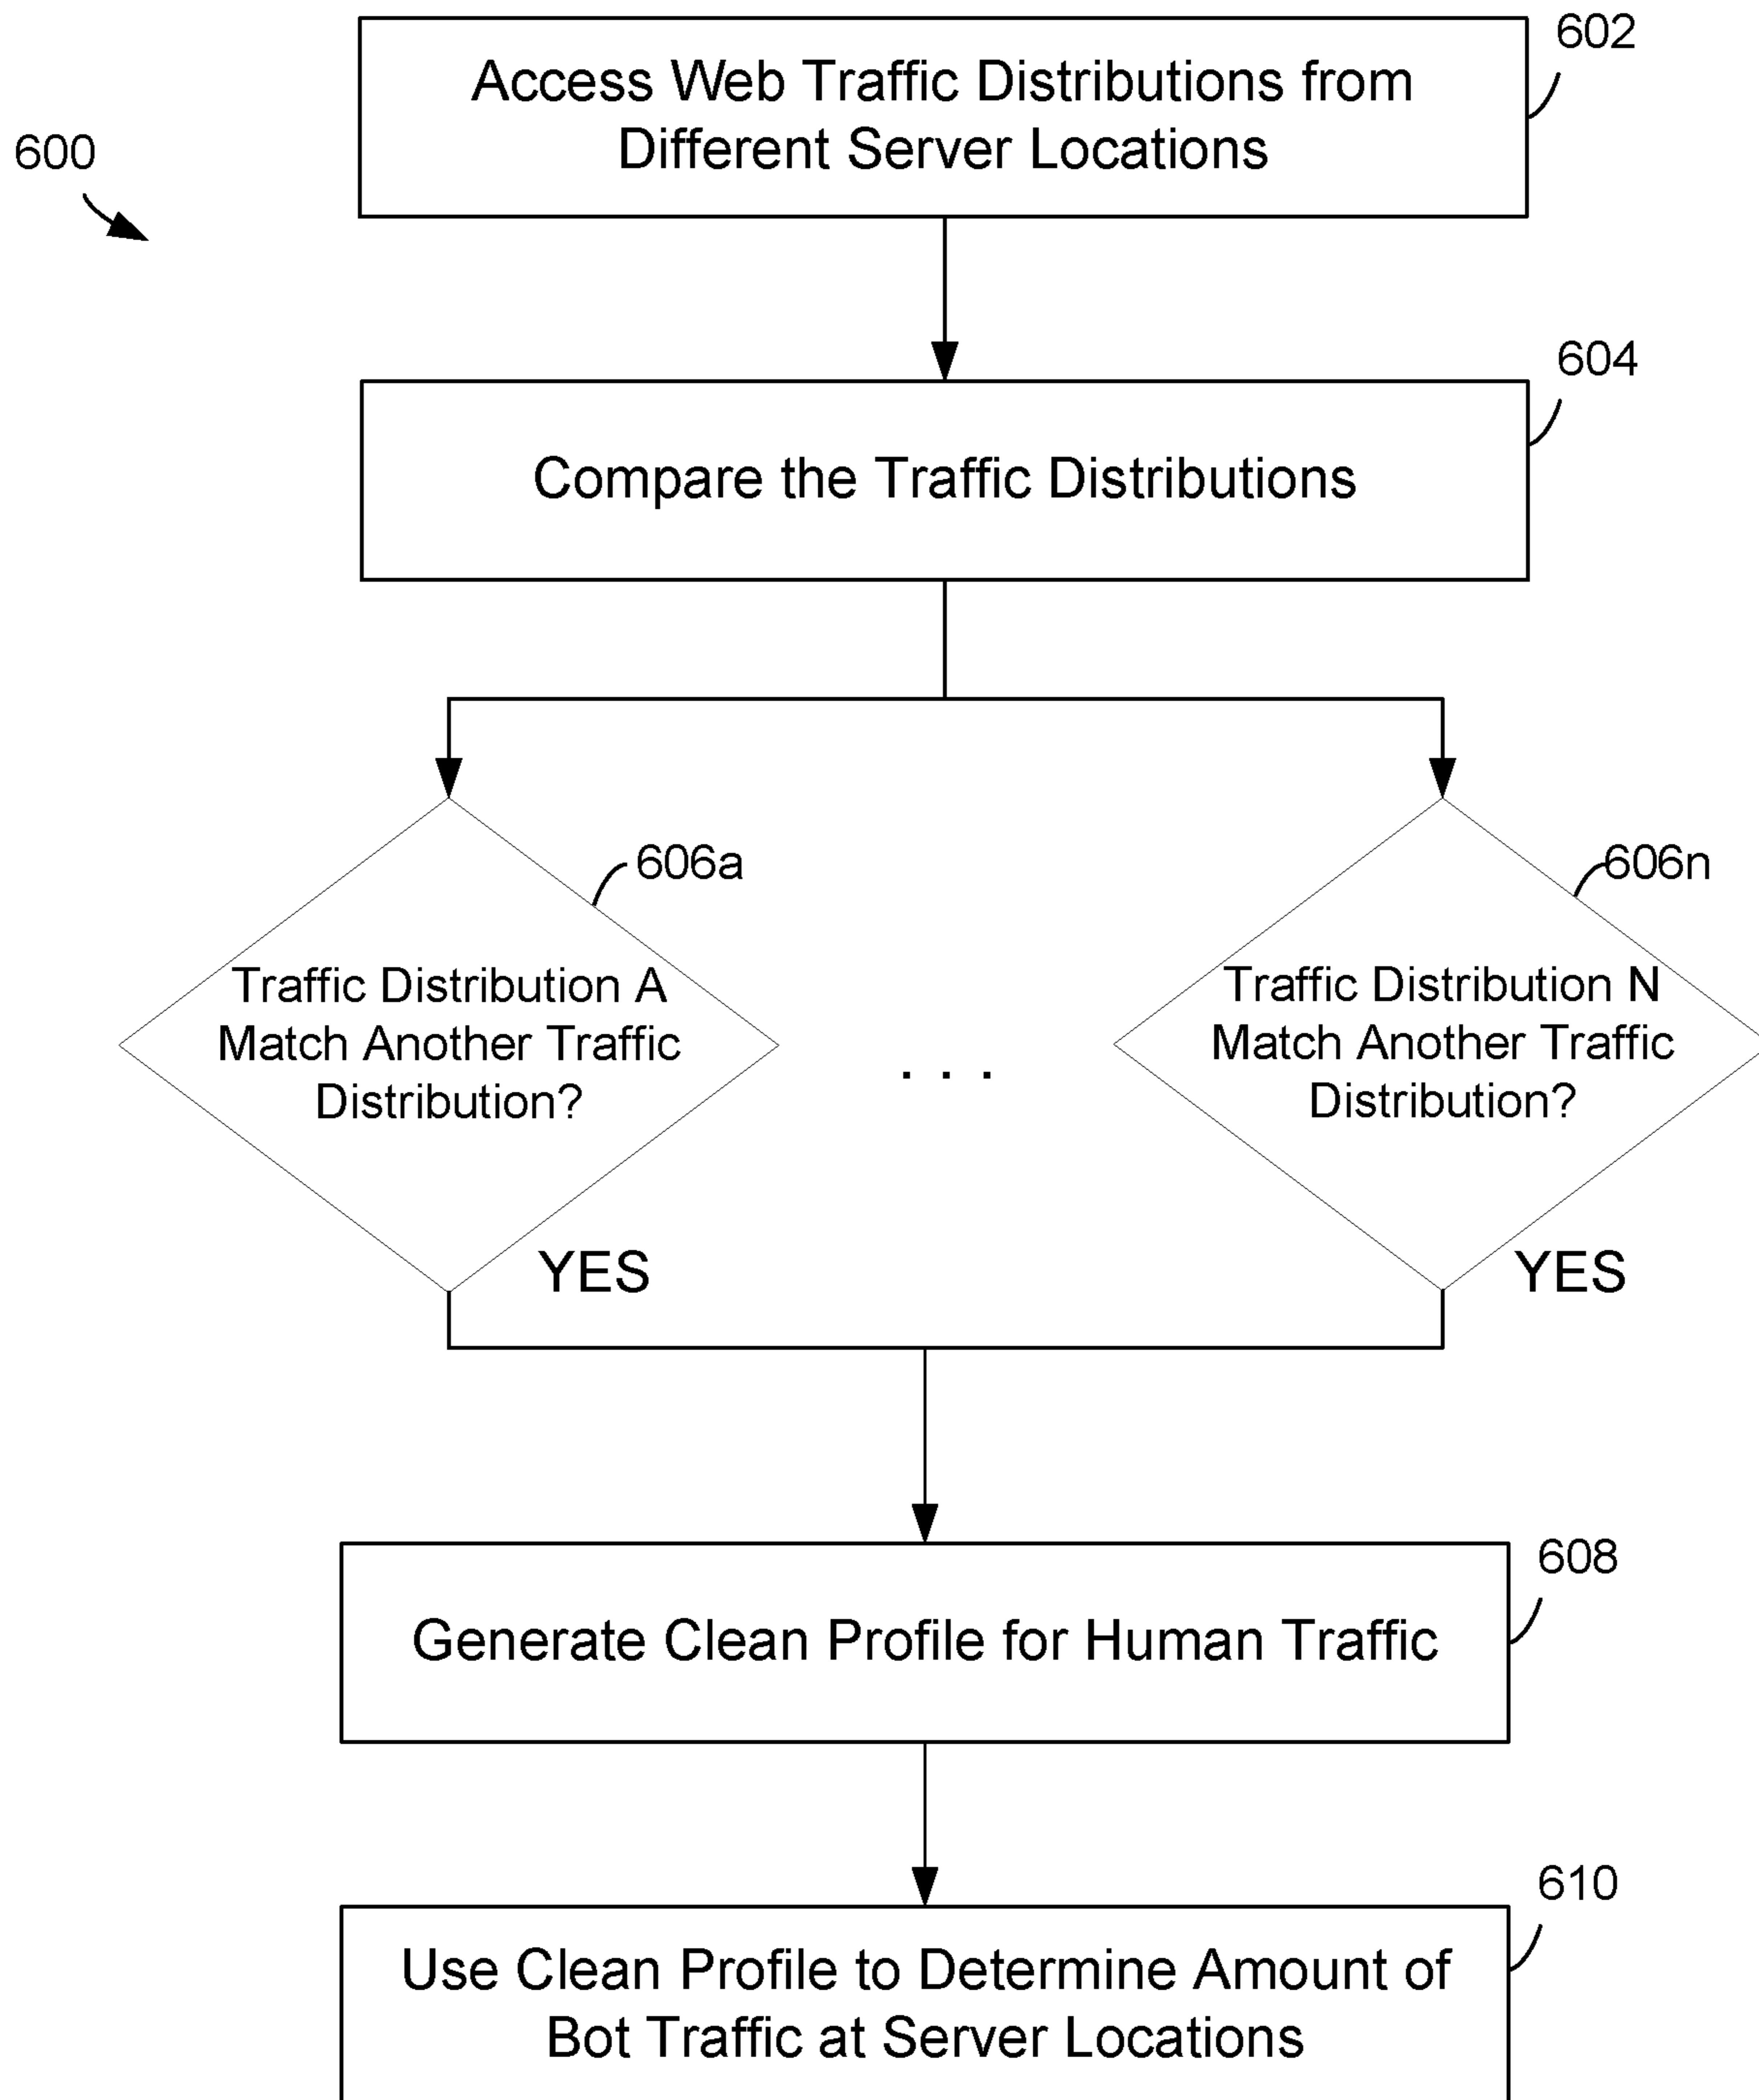 602
Access Web Traffic Distributions from
Different Server Locations
600
604
Compare the Traffic Distributions
606a
606n
Traffic Distribution A
Match Another Traffic
Distribution?
. . .
Traffic Distribution N
Match Another Traffic
Distribution?
YES
YES
608
Generate Clean Profile for Human Traffic
610
Use Clean Profile to Determine Amount of
Bot Traffic at Server Locations